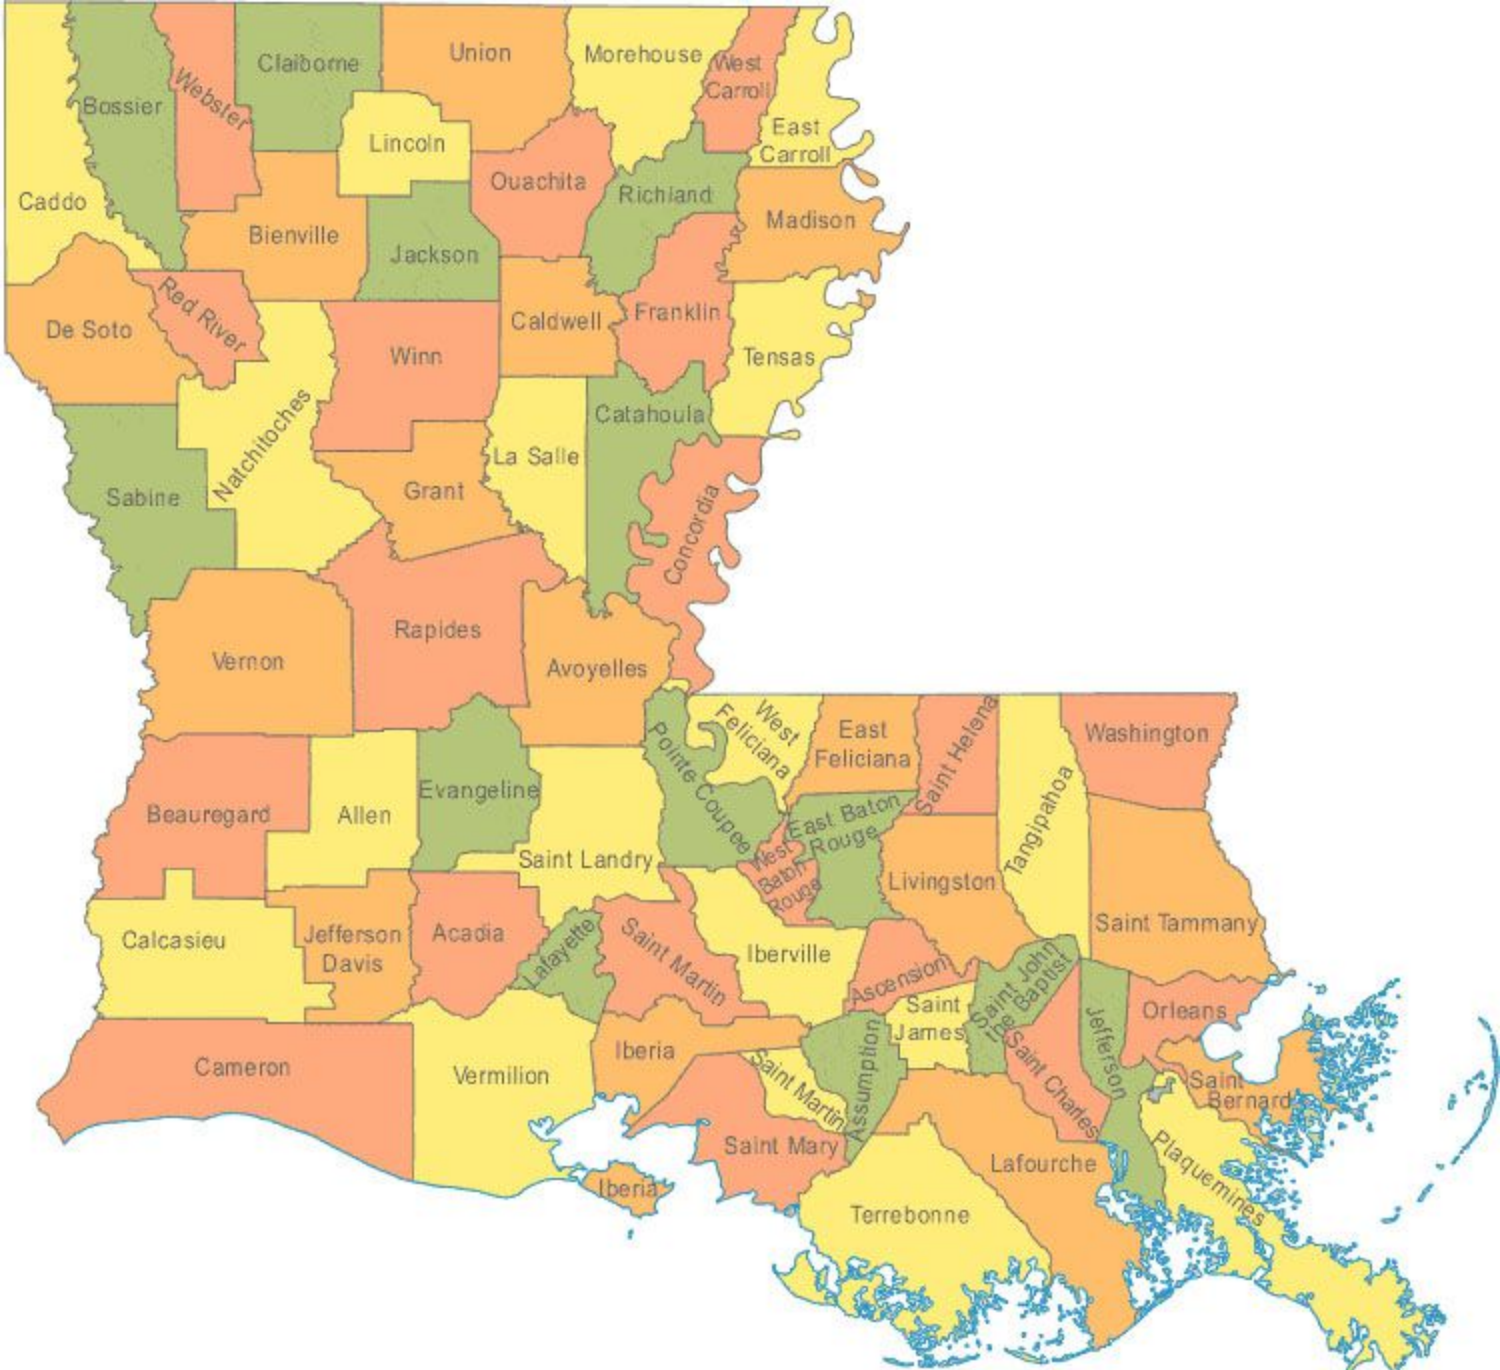 Claiborne
Union
Morehouse
West
Carroll
Webster
Bossier
Lincoln
East
Carroll
Caddo
Ouachita
Richland
Madison
Bienville
Jackson
De Soto
Red River
Caldwell
Franklin
Winn
Tensas
Natchitoches
Catahoula
La Salle
Sabine
Grant
Concordia
Rapides
Vernon
Avoyelles
West
Feliciana
East
Feliciana
Saint Helena
Washington
Pointe Coupee
Evangeline
Beauregard
Allen
East Baton
Rouge
Tangipahoa
Saint Landry
West
Baton
Rouge
Livingston
Saint Tammany
Calcasieu
Jefferson
Davis
Acadia
Lafayette
Saint Martin
Iberville
Ascension
Saint John
the Baptist
Saint
James
Orleans
Jefferson
Assumption
Iberia
Cameron
Vermilion
Saint Martin
Saint Charles
Saint
Bernard
Saint Mary
Lafourche
Plaquemines
Iberia
Terrebonne